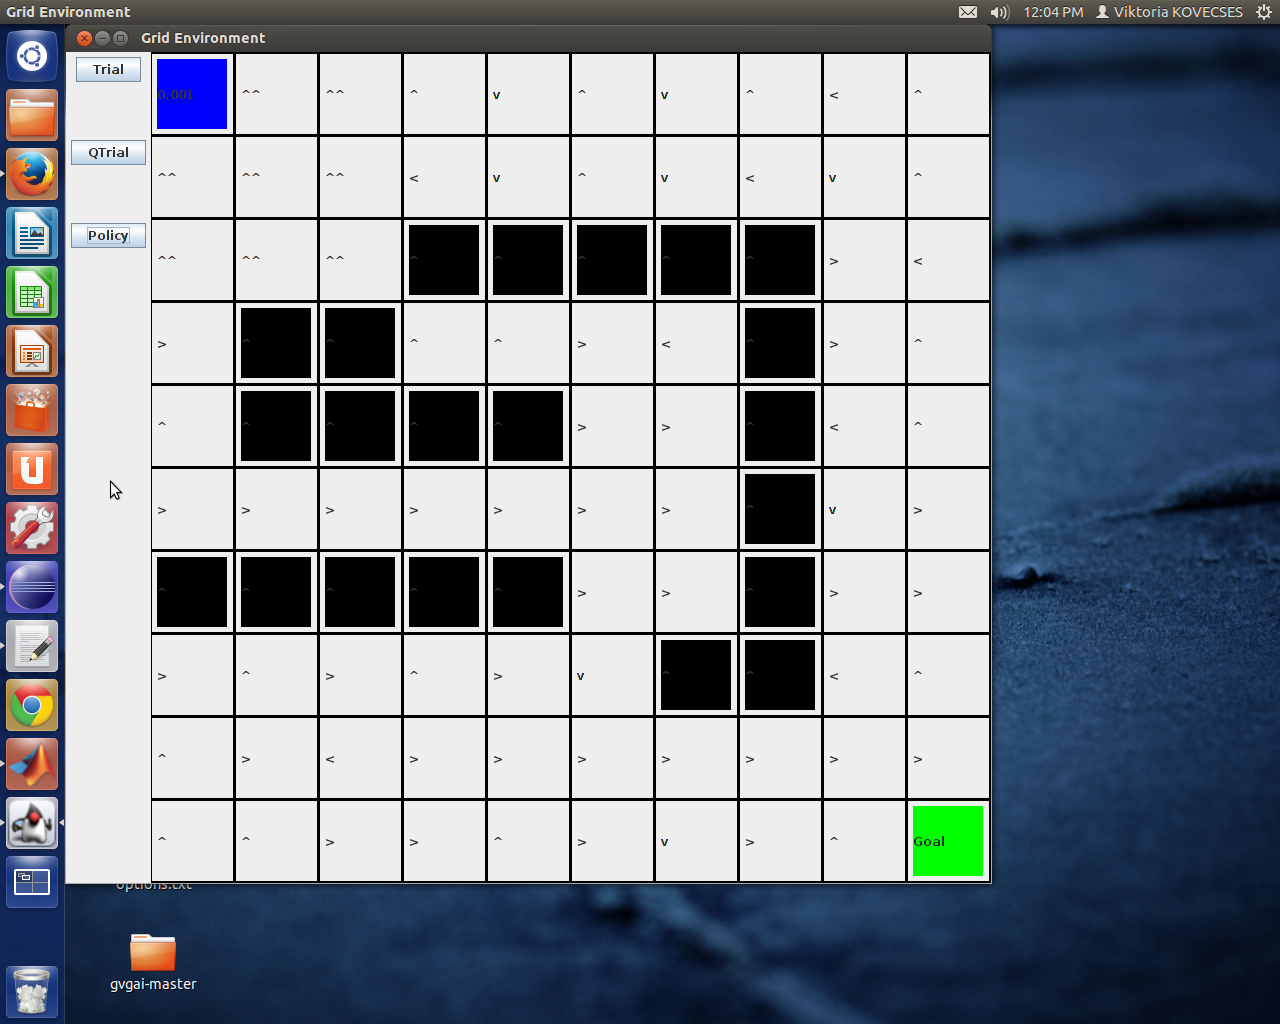 Grid Environment
12:04 PM Viktoria KOVECSES
Grid Environment
Trial
QTrial
Policy
0.001 ^^ ^^ ^ v ^ v ^ < ^
^^ ^^ ^^ < v ^ v < v ^
^^ ^^ ^^ ^ ^ ^ ^ ^ > <
> ^ ^ ^ ^ > < ^ > ^
^ ^ ^ ^ ^ > > ^ < ^
> > > > > > > ^ v >
^ ^ ^ ^ ^ > > ^ > >
> ^ > ^ > v ^ ^ < ^
^ > < > > > > > > >
^ ^ > > ^ > v > ^ Goal
options.txt
gvgai-master